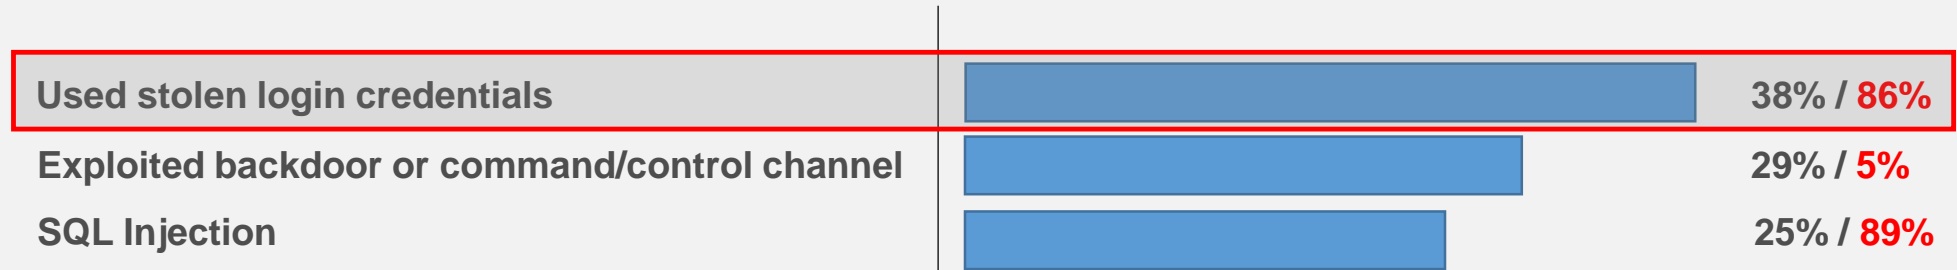 Used stolen login credentials 38% / 86%
Exploited backdoor or command/control channel 29% / 5%
SQL Injection 25% / 89%